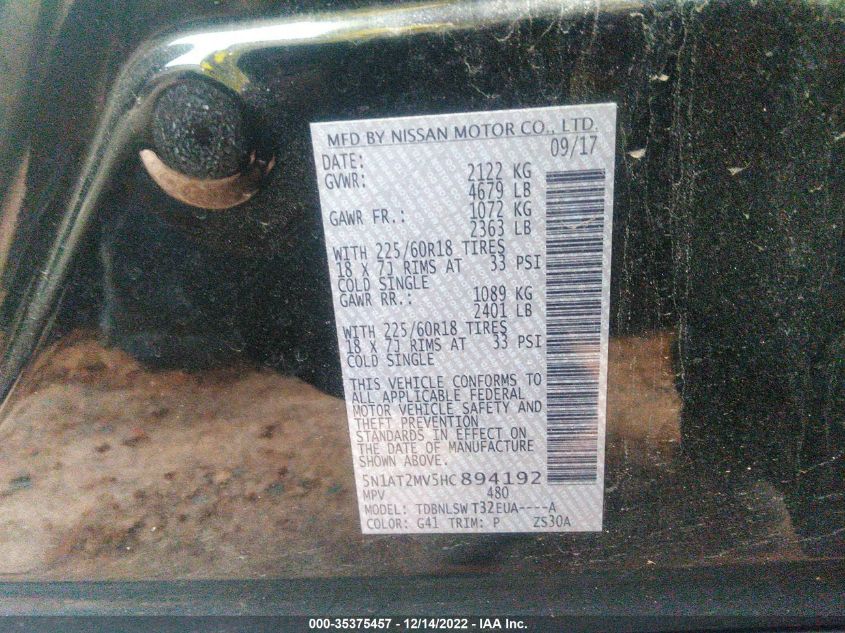 MFD BY NISSAN MOTOR CO., LTD.
DATE: 09/17
GVWR: 2122 KG
4679 LB
GAWR FR.: 1072 KG
2363 LB
WITH 225/60R18 TIRES
18 X 7J RIMS AT 33 PSI
COLD SINGLE
GAWR RR.: 1089 KG
2401 LB
WITH 225/60R18 TIRES
18 X 7J RIMS AT 33 PSI
COLD SINGLE
THIS VEHICLE CONFORMS TO
ALL APPLICABLE FEDERAL
MOTOR VEHICLE SAFETY AND
THEFT PREVENTION
STANDARDS IN EFFECT ON
THE DATE OF MANUFACTURE
SHOWN ABOVE.
5N1AT2MV5HC894192
MPV 480
MODEL: TDBNLSW T32EUA----A
COLOR: G41 TRIM: P ZS30A
000-35375457 - 12/14/2022 - IAA Inc.